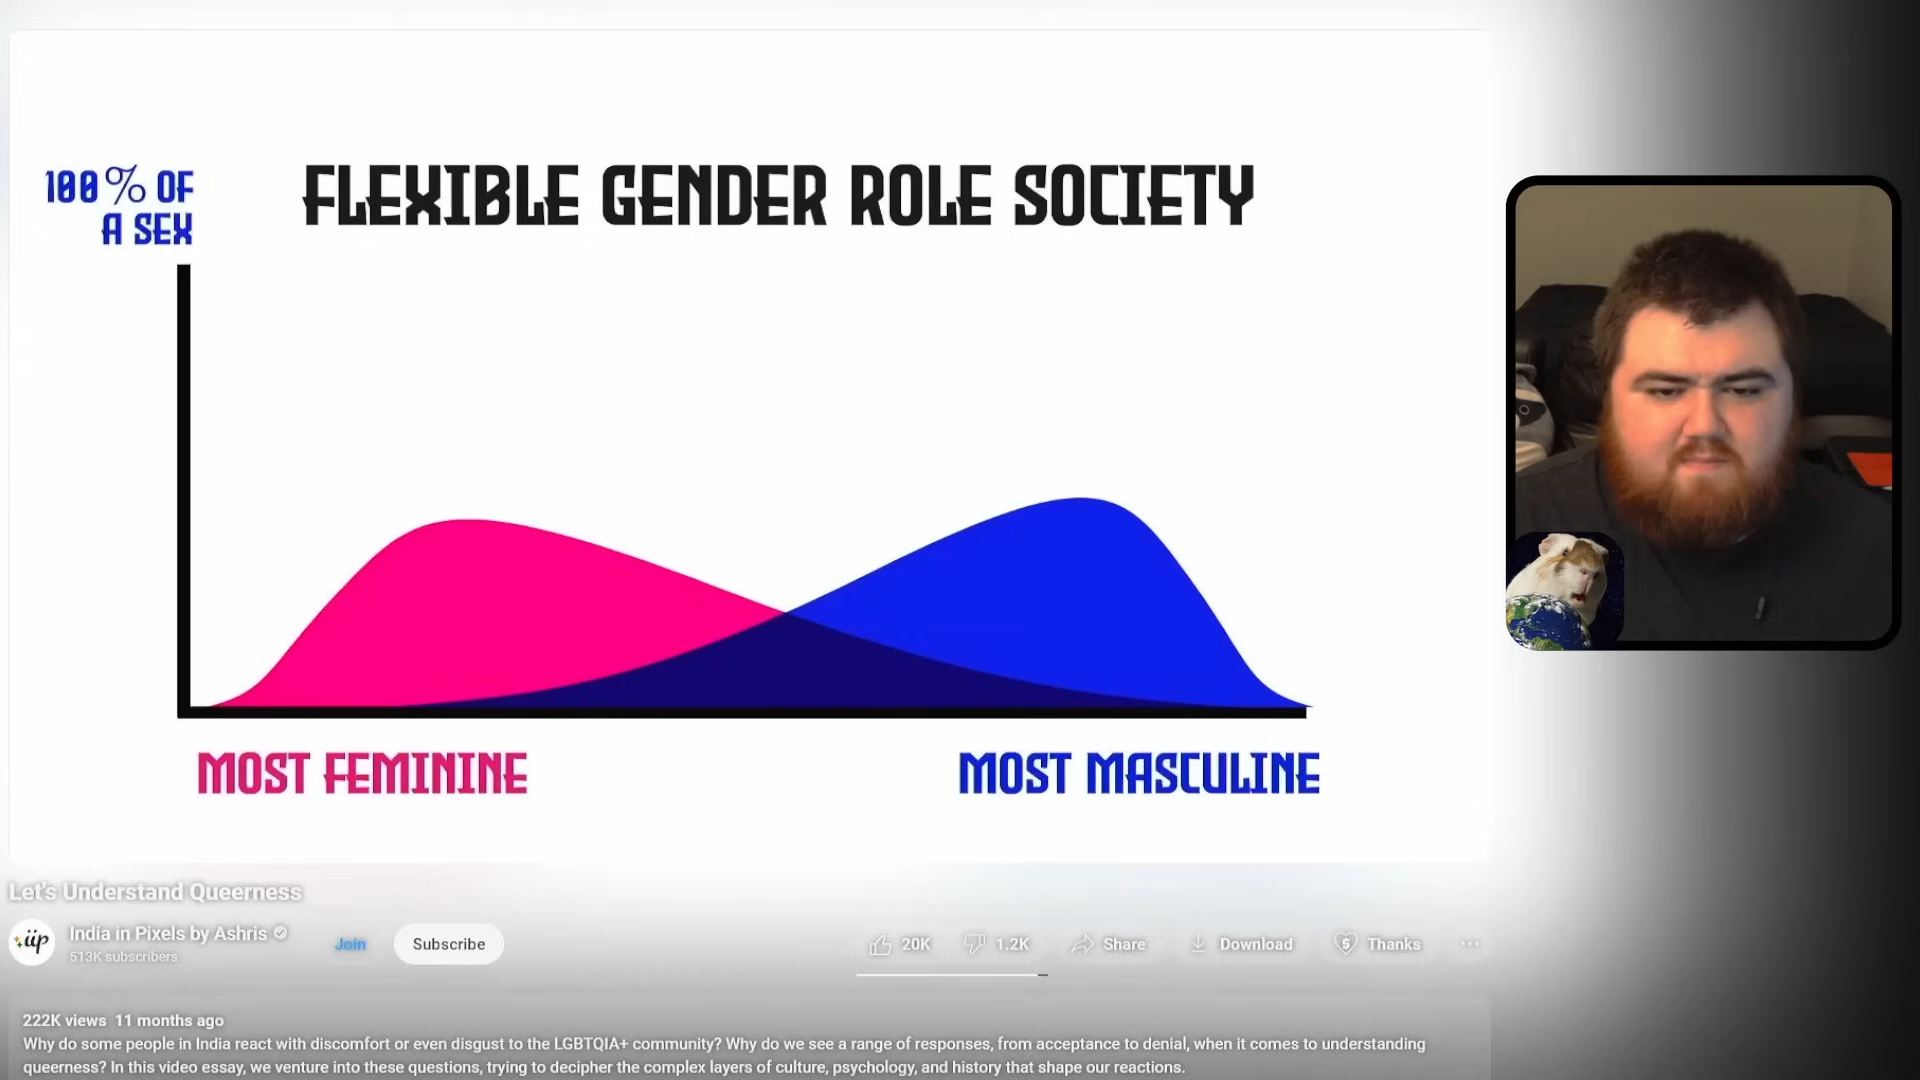 100% OF
A SEX
FLEXIBLE GENDER ROLE SOCIETY
MOST FEMININE
MOST MASCULINE
Let's Understand Queerness
iip
India in Pixels by Ashris
513K subscribers
Join
Subscribe
20K
1.2K
Share
Download
Thanks
222K views 11 months ago
Why do some people in India react with discomfort or even disgust to the LGBTQIA+ community? Why do we see a range of responses, from acceptance to denial, when it comes to understanding
queerness? In this video essay, we venture into these questions, trying to decipher the complex layers of culture, psychology, and history that shape our reactions.